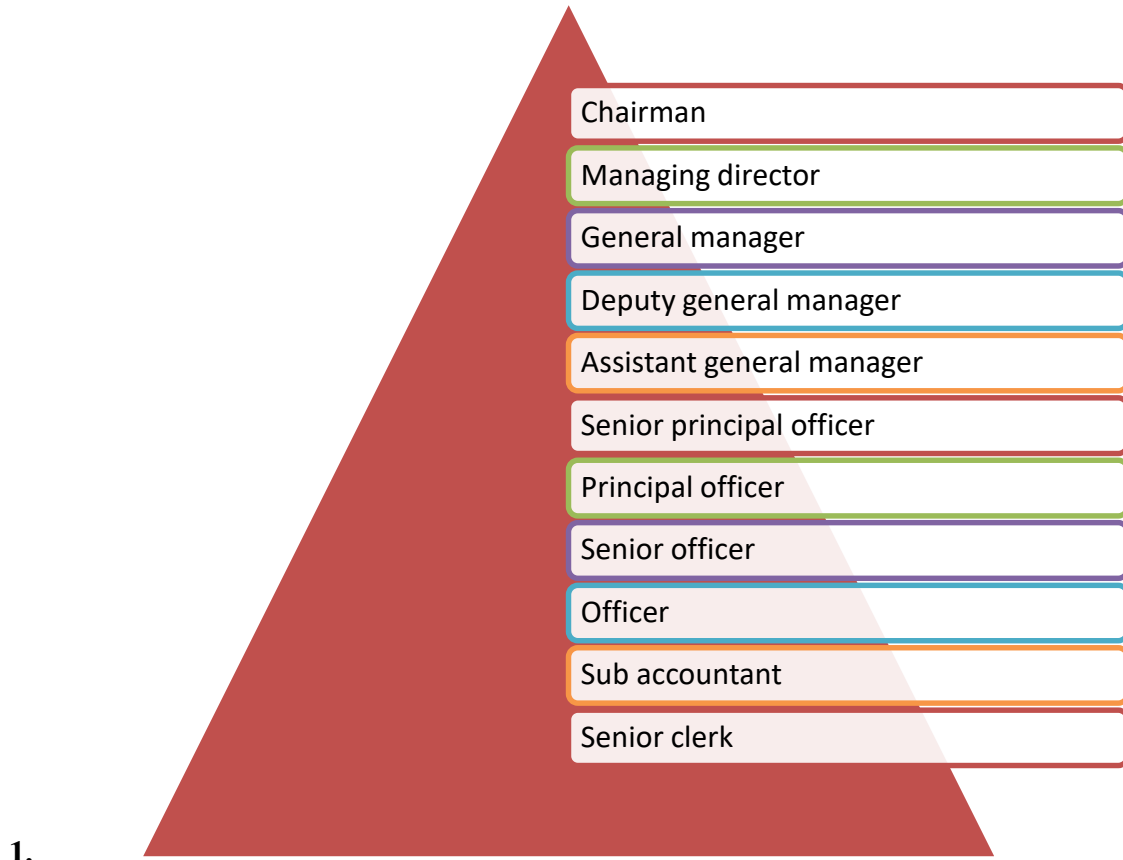 Chairman
Managing director
General manager
Deputy general manager
Assistant general manager
Senior principal officer
Principal officer
Senior officer
Officer
Sub accountant
Senior clerk
1.